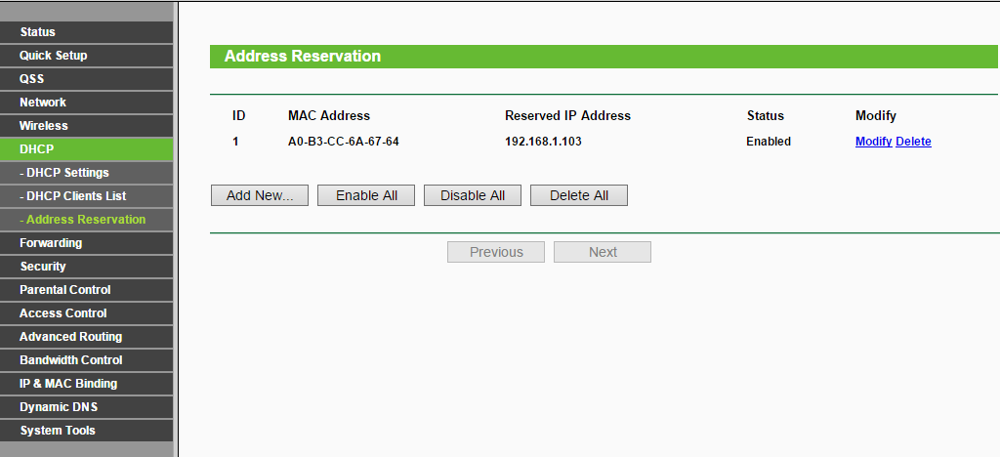 Status
Quick Setup
QSS
Network
Wireless
DHCP
- DHCP Settings
- DHCP Clients List
- Address Reservation
Forwarding
Security
Parental Control
Access Control
Advanced Routing
Bandwidth Control
IP & MAC Binding
Dynamic DNS
System Tools
Address Reservation
ID MAC Address Reserved IP Address Status Modify
1 A0-B3-CC-6A-67-64 192.168.1.103 Enabled Modify Delete
Add New... Enable All Disable All Delete All
Previous Next